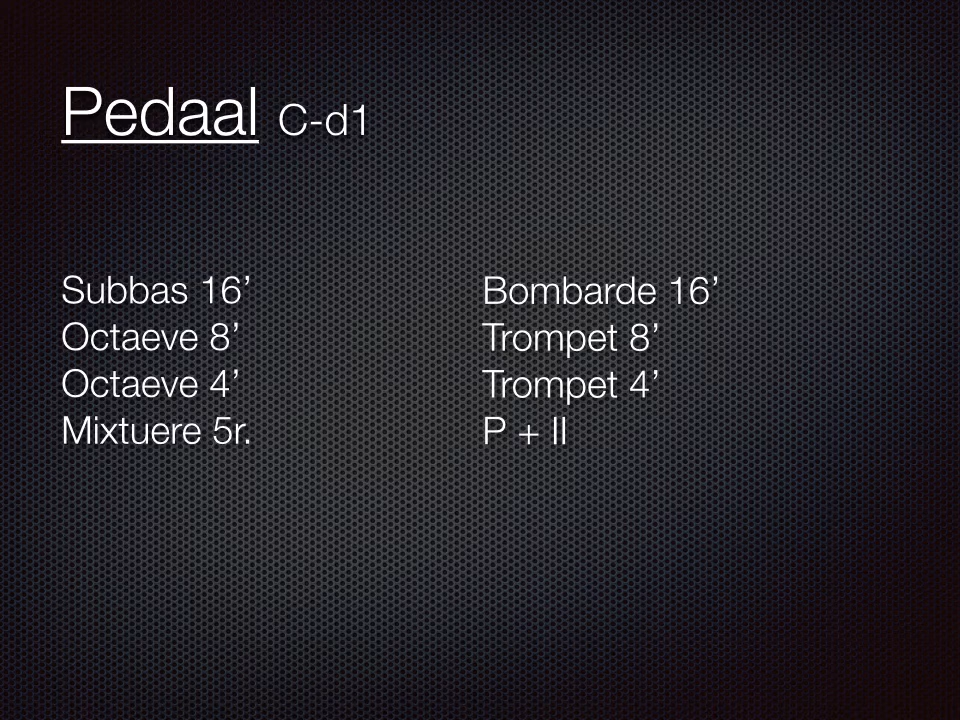 Pedaal C-d1
Subbas 16’
Octaeve 8’
Octaeve 4’
Mixtuere 5r.
Bombarde 16’
Trompet 8’
Trompet 4’
P + II